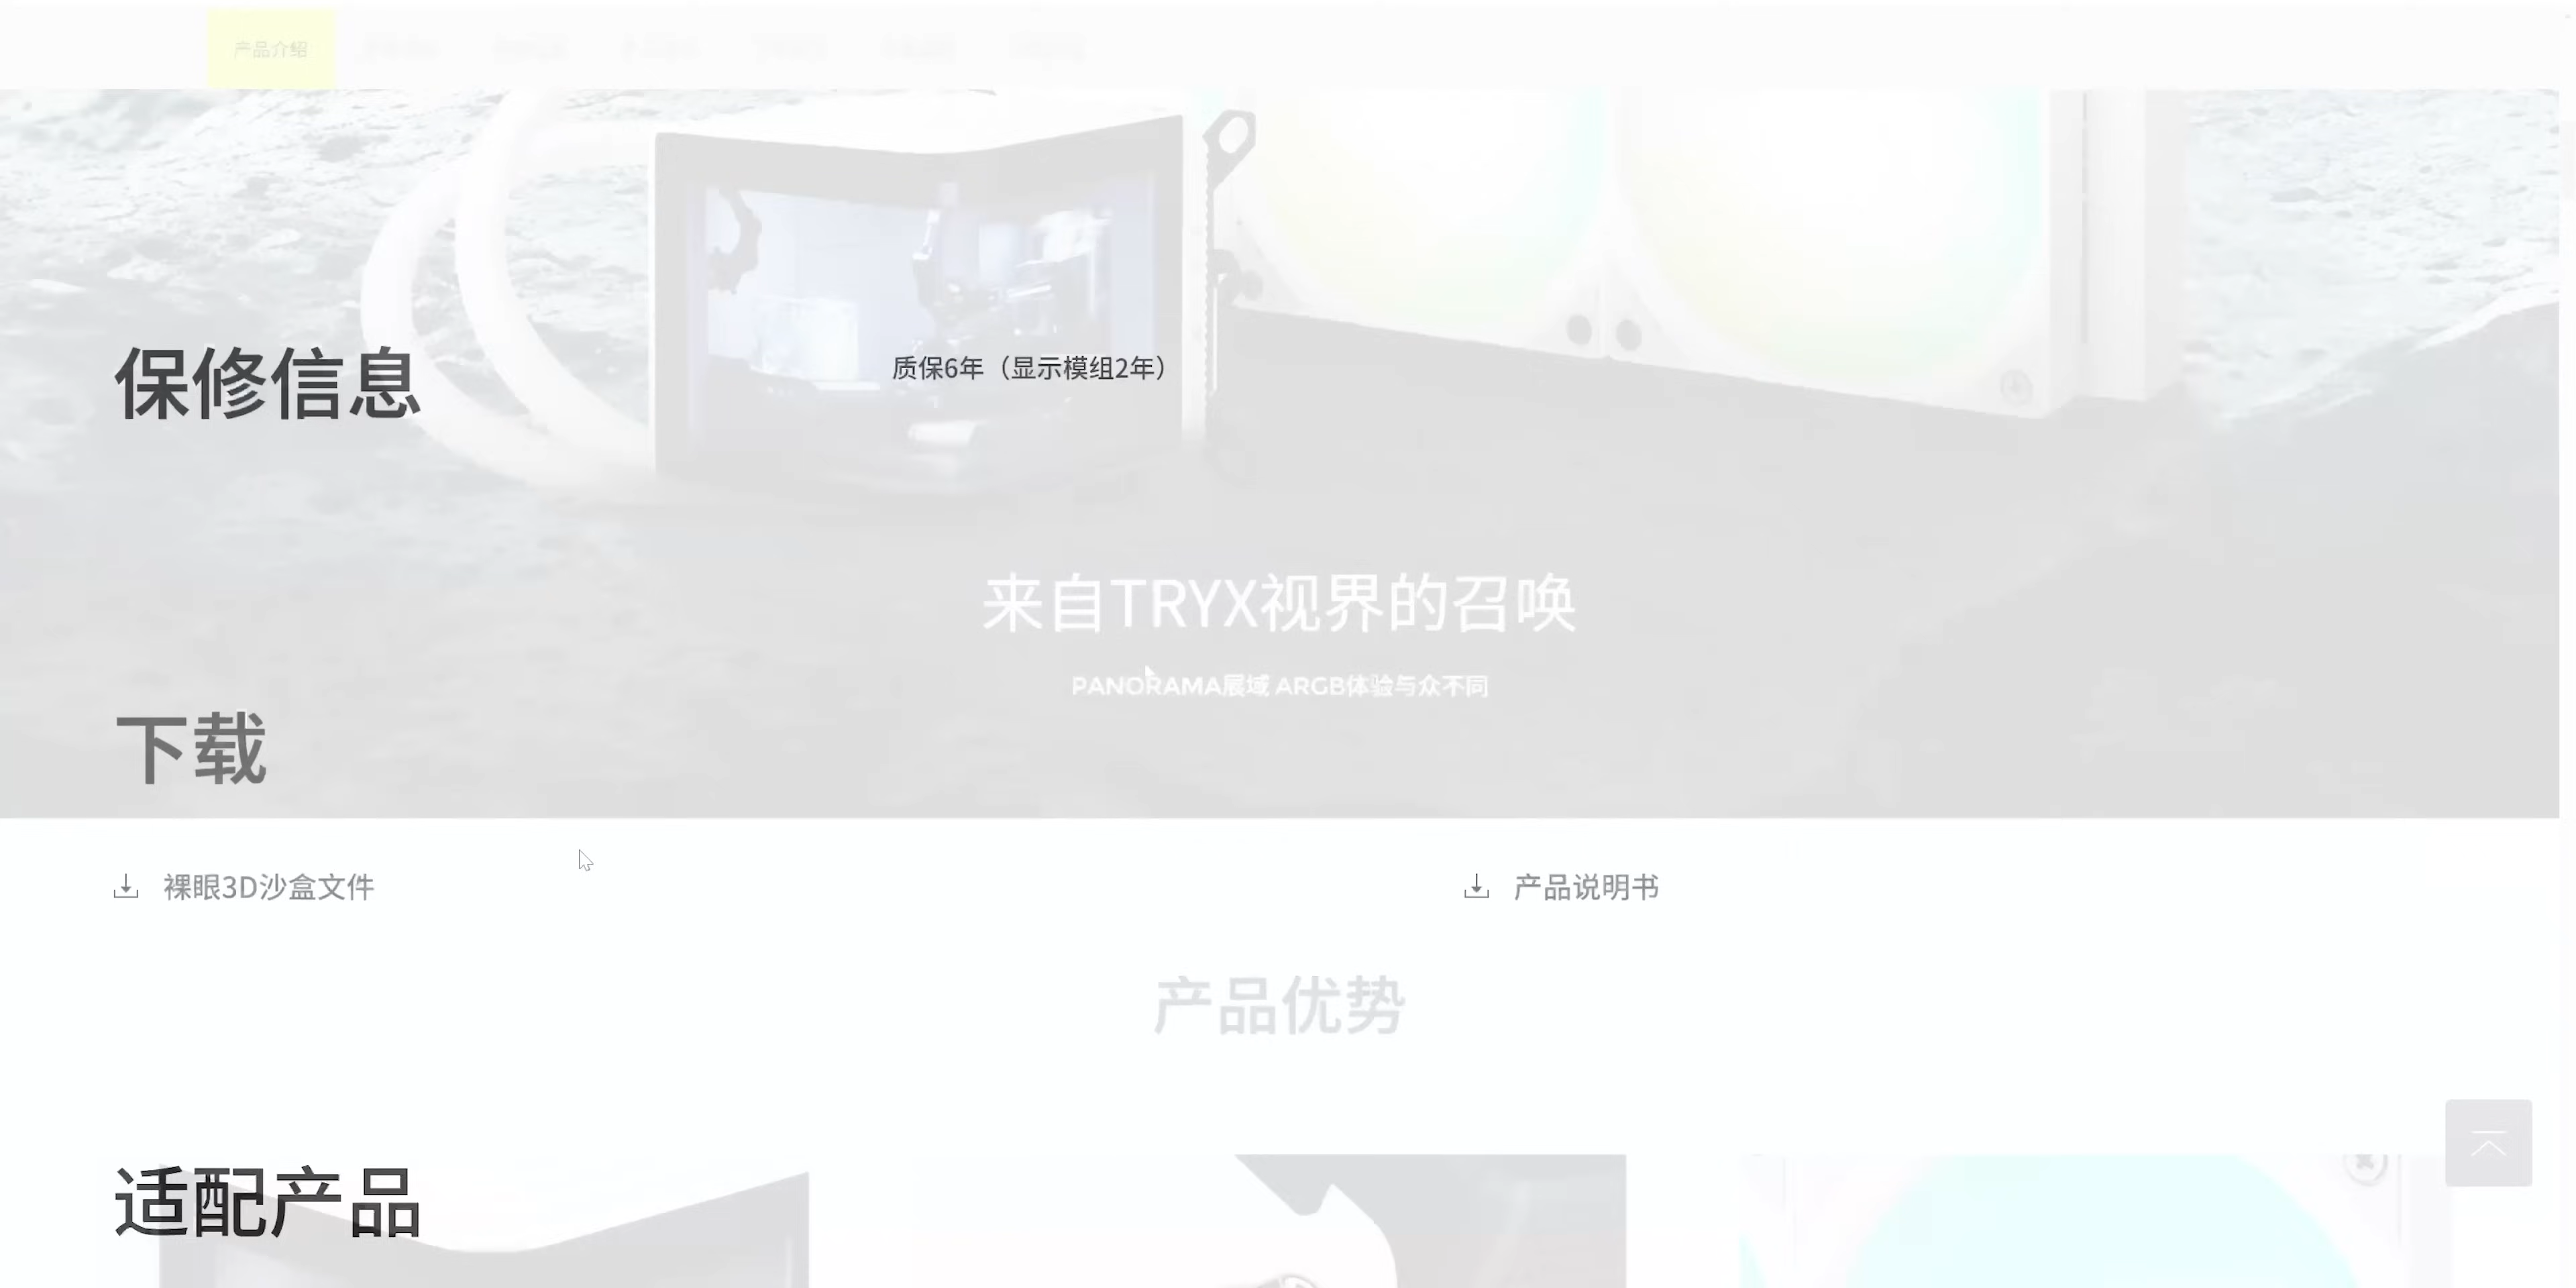 产品介绍
保修信息
质保6年（显示模组2年）
来自TRYX视界的召唤
PANORAMA展域 ARGB体验与众不同
下载
裸眼3D沙盒文件
产品说明书
产品优势
适配产品